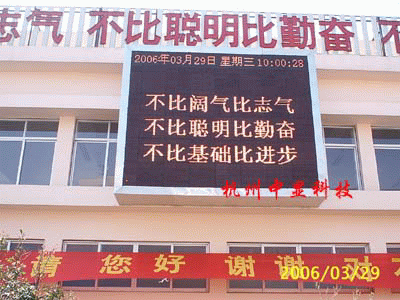 志气 不比聪明比勤奋 不
2006年03月29日 星期三 10:00:28
不比阔气比志气
不比聪明比勤奋
不比基础比进步
杭州中显科技
请 您好 谢谢 对不
2006/03/29